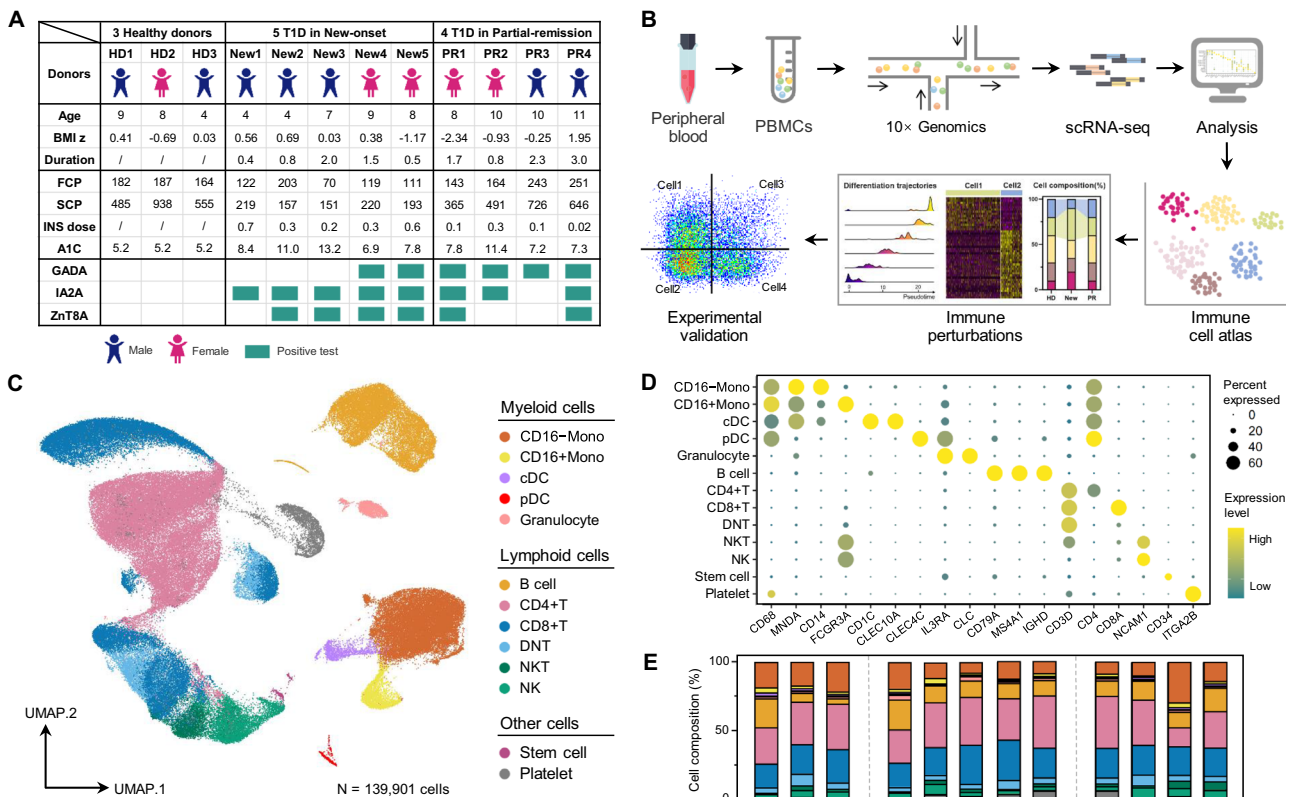 A
3 Healthy donors 5 T1D in New-onset 4 T1D in Partial-remission
Donors HD1 HD2 HD3 New1 New2 New3 New4 New5 PR1 PR2 PR3 PR4
Age 9 8 4 4 4 7 9 8 8 10 10 11
BMI z 0.41 -0.69 0.03 0.56 0.69 0.03 0.38 -1.17 -2.34 -0.93 -0.25 1.95
Duration / / / 0.4 0.8 2.0 1.5 0.5 1.7 0.8 2.3 3.0
FCP 182 187 164 122 203 70 119 111 143 164 243 251
SCP 485 938 555 219 157 151 220 193 365 491 726 646
INS dose / / / 0.7 0.3 0.2 0.3 0.6 0.1 0.3 0.1 0.02
A1C 5.2 5.2 5.2 8.4 11.0 13.2 6.9 7.8 7.8 11.4 7.2 7.3
GADA
IA2A
ZnT8A
Male Female Positive test
B
Peripheral
blood
PBMCs
10× Genomics
scRNA-seq
Analysis
Cell1 Cell3
Cell2 Cell4
Experimental
validation
Differentiation trajectories
0 10 20
Pseudotime
Cell1 Cell2
Cell composition(%)
100
50
0
HD New PR
Immune
perturbations
Immune
cell atlas
C
UMAP.2
UMAP.1
N = 139,901 cells
Myeloid cells
CD16−Mono
CD16+Mono
cDC
pDC
Granulocyte
Lymphoid cells
B cell
CD4+T
CD8+T
DNT
NKT
NK
Other cells
Stem cell
Platelet
D
CD16−Mono
CD16+Mono
cDC
pDC
Granulocyte
B cell
CD4+T
CD8+T
DNT
NKT
NK
Stem cell
Platelet
CD68 MNDA CD14 FCGR3A CD1C CLEC10A CLEC4C IL3RA CLC CD79A MS4A1 IGHD CD3D CD4 CD8A NCAM1 CD34 ITGA2B
Percent
expressed
0
20
40
60
Expression
level
High
Low
E
Cell composition (%)
100
50
0